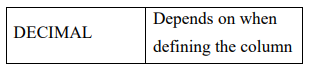 DECIMAL
Depends on when
defining the column